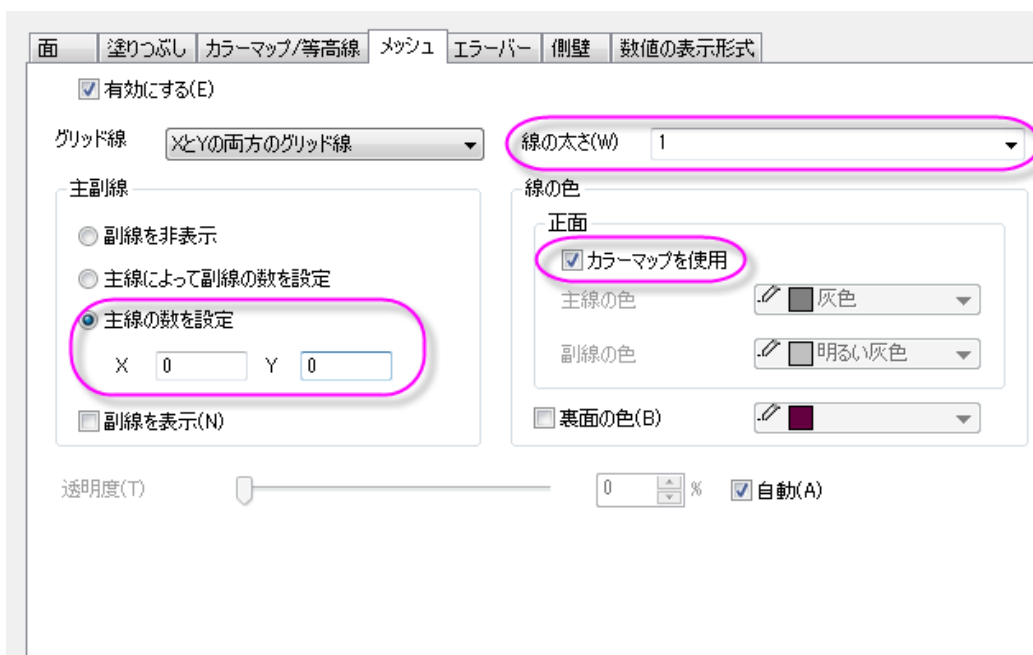 面 塗りつぶし カラーマップ/等高線 メッシュ エラーバー 側壁 数値の表示形式
有効にする(E)
グリッド線 XとYの両方のグリッド線
線の太さ(W) 1
主副線
副線を非表示
主線によって副線の数を設定
主線の数を設定
X 0 Y 0
副線を表示(N)
線の色
正面
カラーマップを使用
主線の色 灰色
副線の色 明るい灰色
裏面の色(B)
透明度(T) 0 % 自動(A)